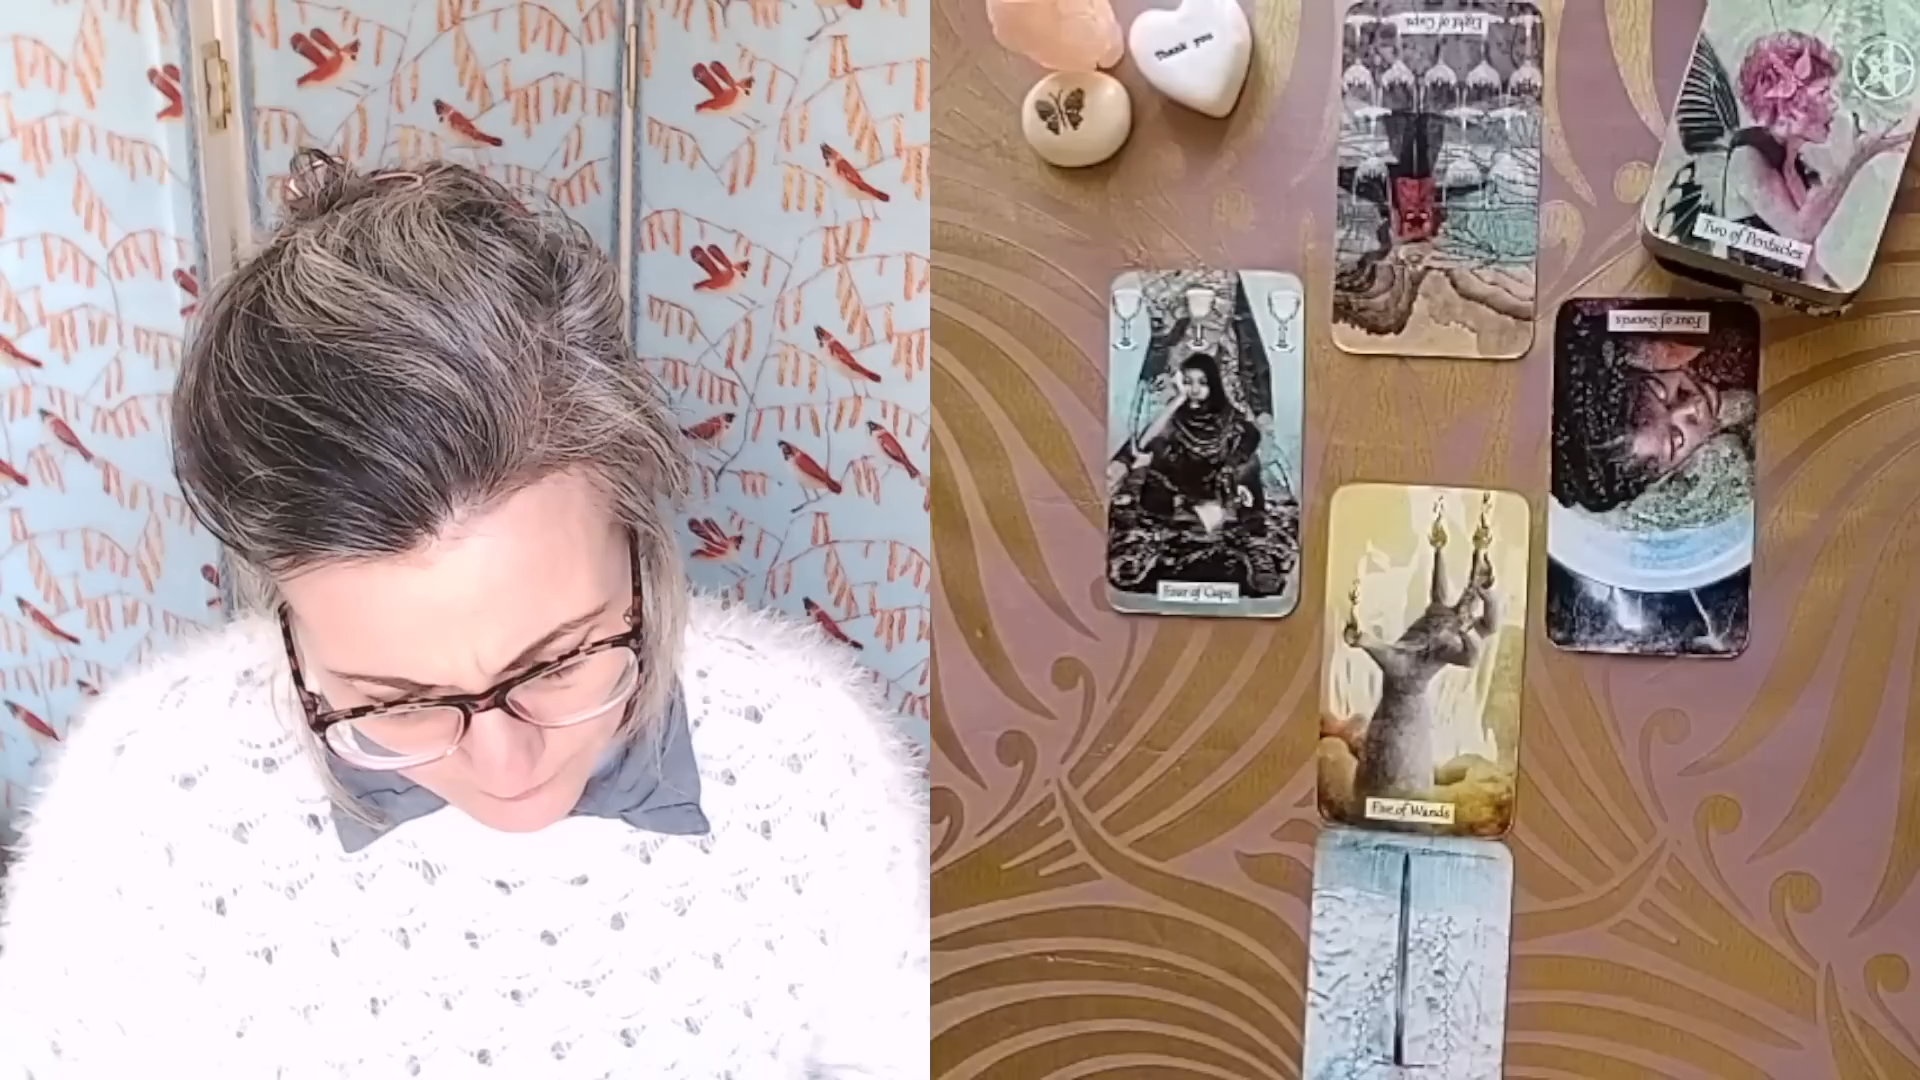 Thank you
Eight of Cups
Two of Pentacles
Four of Swords
Four of Cups
Five of Wands